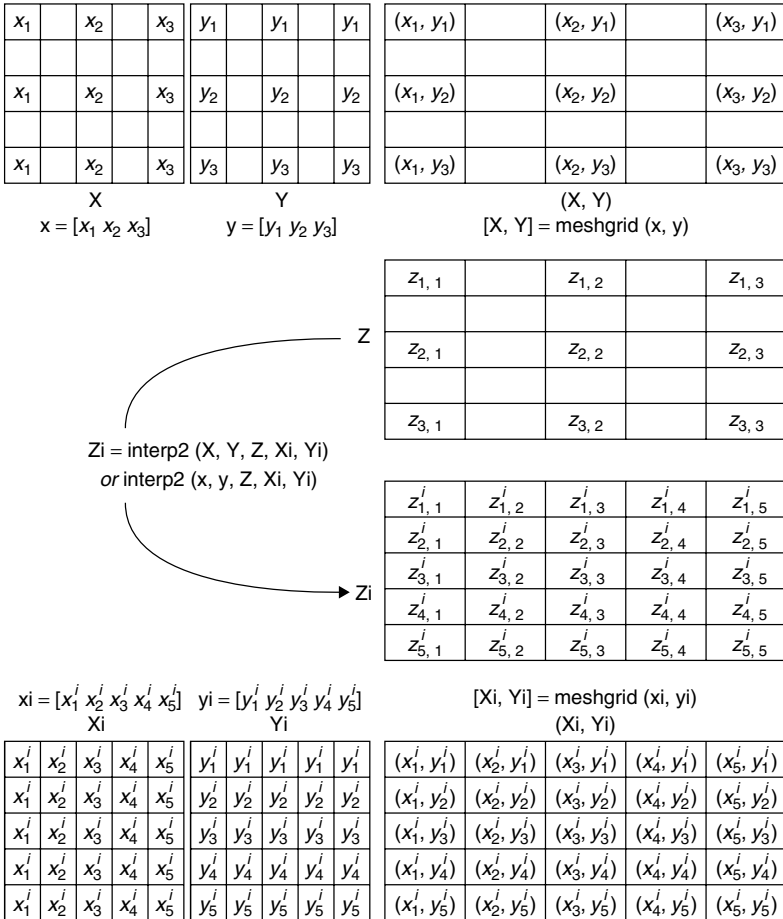 x₁ x₂ x₃ y₁ y₁ y₁ (x₁, y₁) (x₂, y₁) (x₃, y₁)
x₁ x₂ x₃ y₂ y₂ y₂ (x₁, y₂) (x₂, y₂) (x₃, y₂)
x₁ x₂ x₃ y₃ y₃ y₃ (x₁, y₃) (x₂, y₃) (x₃, y₃)
X Y (X, Y)
x = [x₁ x₂ x₃] y = [y₁ y₂ y₃] [X, Y] = meshgrid (x, y)
z₁, ₁ z₁, ₂ z₁, ₃
Z z₂, ₁ z₂, ₂ z₂, ₃
z₃, ₁ z₃, ₂ z₃, ₃
Zi = interp2 (X, Y, Z, Xi, Yi)
or interp2 (x, y, Z, Xi, Yi)
zⁱ₁, ₁ zⁱ₁, ₂ zⁱ₁, ₃ zⁱ₁, ₄ zⁱ₁, ₅
zⁱ₂, ₁ zⁱ₂, ₂ zⁱ₂, ₃ zⁱ₂, ₄ zⁱ₂, ₅
zⁱ₃, ₁ zⁱ₃, ₂ zⁱ₃, ₃ zⁱ₃, ₄ zⁱ₃, ₅
Zi zⁱ₄, ₁ zⁱ₄, ₂ zⁱ₄, ₃ zⁱ₄, ₄ zⁱ₄, ₅
zⁱ₅, ₁ zⁱ₅, ₂ zⁱ₅, ₃ zⁱ₅, ₄ zⁱ₅, ₅
xi = [xⁱ₁ xⁱ₂ xⁱ₃ xⁱ₄ xⁱ₅] yi = [yⁱ₁ yⁱ₂ yⁱ₃ yⁱ₄ yⁱ₅] [Xi, Yi] = meshgrid (xi, yi)
Xi Yi (Xi, Yi)
xⁱ₁ xⁱ₂ xⁱ₃ xⁱ₄ xⁱ₅ yⁱ₁ yⁱ₁ yⁱ₁ yⁱ₁ yⁱ₁ (xⁱ₁, yⁱ₁) (xⁱ₂, yⁱ₁) (xⁱ₃, yⁱ₁) (xⁱ₄, yⁱ₁) (xⁱ₅, yⁱ₁)
xⁱ₁ xⁱ₂ xⁱ₃ xⁱ₄ xⁱ₅ yⁱ₂ yⁱ₂ yⁱ₂ yⁱ₂ yⁱ₂ (xⁱ₁, yⁱ₂) (xⁱ₂, yⁱ₂) (xⁱ₃, yⁱ₂) (xⁱ₄, yⁱ₂) (xⁱ₅, yⁱ₂)
xⁱ₁ xⁱ₂ xⁱ₃ xⁱ₄ xⁱ₅ yⁱ₃ yⁱ₃ yⁱ₃ yⁱ₃ yⁱ₃ (xⁱ₁, yⁱ₃) (xⁱ₂, yⁱ₃) (xⁱ₃, yⁱ₃) (xⁱ₄, yⁱ₃) (xⁱ₅, yⁱ₃)
xⁱ₁ xⁱ₂ xⁱ₃ xⁱ₄ xⁱ₅ yⁱ₄ yⁱ₄ yⁱ₄ yⁱ₄ yⁱ₄ (xⁱ₁, yⁱ₄) (xⁱ₂, yⁱ₄) (xⁱ₃, yⁱ₄) (xⁱ₄, yⁱ₄) (xⁱ₅, yⁱ₄)
xⁱ₁ xⁱ₂ xⁱ₃ xⁱ₄ xⁱ₅ yⁱ₅ yⁱ₅ yⁱ₅ yⁱ₅ yⁱ₅ (xⁱ₁, yⁱ₅) (xⁱ₂, yⁱ₅) (xⁱ₃, yⁱ₅) (xⁱ₄, yⁱ₅) (xⁱ₅, yⁱ₅)